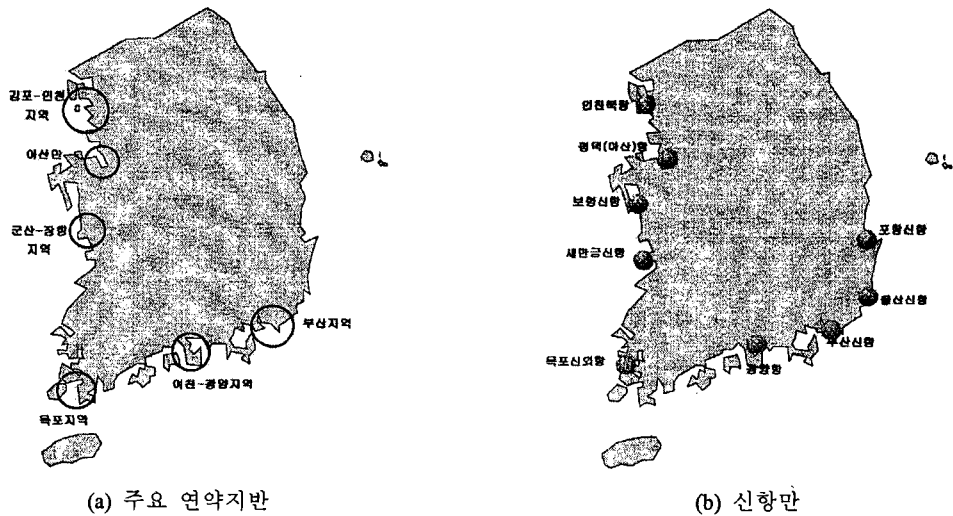 김포-인천
지역
아산만
군산-장항
지역
부산지역
여천-광양지역
목포지역
(a) 주요 연약지반
인천북항
평택(아산)항
보령신항
새만금신항
목포신외항
포항신항
울산신항
부산신항
광양항
(b) 신항만